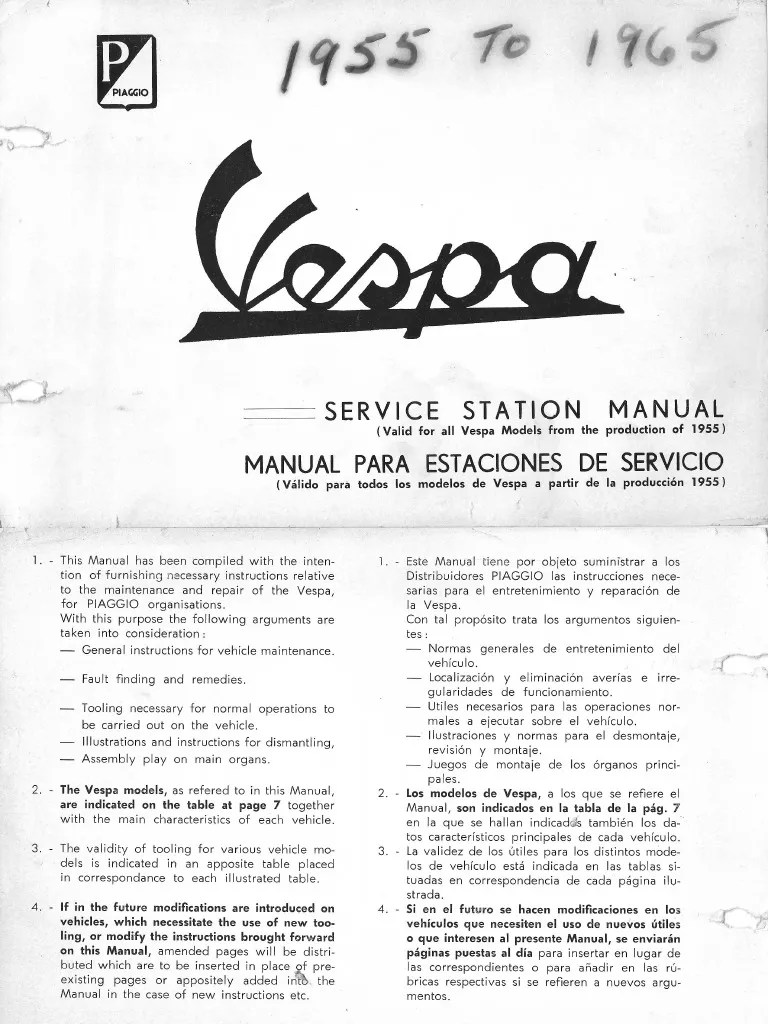 P
PIAGGIO
1955 TO 1965
Vespa
SERVICE STATION MANUAL
(Valid for all Vespa Models from the production of 1955)
MANUAL PARA ESTACIONES DE SERVICIO
(Válido para todos los modelos de Vespa a partir de la producción 1955)
1. - This Manual has been compiled with the inten-
tion of furnishing necessary instructions relative
to the maintenance and repair of the Vespa,
for PIAGGIO organisations.
With this purpose the following arguments are
taken into consideration :
— General instructions for vehicle maintenance.
— Fault finding and remedies.
— Tooling necessary for normal operations to
be carried out on the vehicle.
— Illustrations and instructions for dismantling,
— Assembly play on main organs.
2. - The Vespa models, as refered to in this Manual,
are indicated on the table at page 7 together
with the main characteristics of each vehicle.
3. - The validity of tooling for various vehicle mo-
dels is indicated in an apposite table placed
in correspondance to each illustrated table.
4. - If in the future modifications are introduced on
vehicles, which necessitate the use of new too-
ling, or modify the instructions brought forward
on this Manual, amended pages will be distri-
buted which are to be inserted in place of pre-
existing pages or appositely added into the
Manual in the case of new instructions etc.
1. - Este Manual tiene por objeto suministrar a los
Distribuidores PIAGGIO las instrucciones nece-
sarias para el entretenimiento y reparación de
la Vespa.
Con tal propósito trata los argumentos siguien-
tes :
— Normas generales de entretenimiento del
vehículo.
— Localización y eliminación averías e irre-
gularidades de funcionamiento.
— Utiles necesarios para las operaciones nor-
males a ejecutar sobre el vehículo.
— Ilustraciones y normas para el desmontaje,
revisión y montaje.
— Juegos de montaje de los órganos princi-
pales.
2. - Los modelos de Vespa, a los que se refiere el
Manual, son indicados en la tabla de la pág. 7
en la que se hallan indicados también los da-
tos característicos principales de cada vehículo.
3. - La validez de los útiles para los distintos mode-
los de vehículo está indicada en las tablas si-
tuadas en correspondencia de cada página ilu-
strada.
4. - Si en el futuro se hacen modificaciones en los
vehículos que necesiten el uso de nuevos útiles
o que interesen al presente Manual, se enviarán
páginas puestas al día para insertar en lugar de
las correspondientes o para añadir en las rú-
bricas respectivas si se refieren a nuevos argu-
mentos.